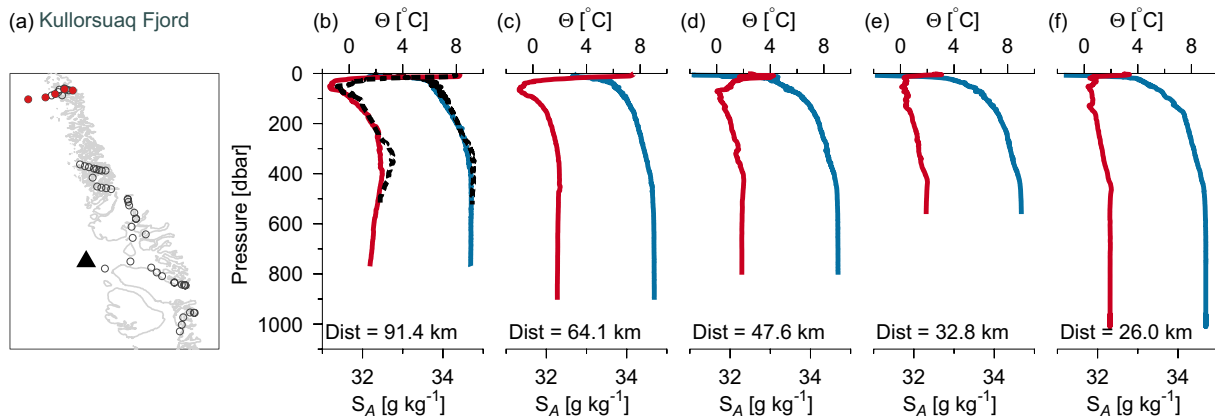 (a) Kullorsuaq Fjord
(b) Θ [°C] (c) Θ [°C] (d) Θ [°C] (e) Θ [°C] (f) Θ [°C]
0 4 8 0 4 8 0 4 8 0 4 8 0 4 8
0
200
400
600
800
1000
Pressure [dbar]
Dist = 91.4 km Dist = 64.1 km Dist = 47.6 km Dist = 32.8 km Dist = 26.0 km
32 34 32 34 32 34 32 34 32 34
S_A [g kg⁻¹] S_A [g kg⁻¹] S_A [g kg⁻¹] S_A [g kg⁻¹] S_A [g kg⁻¹]